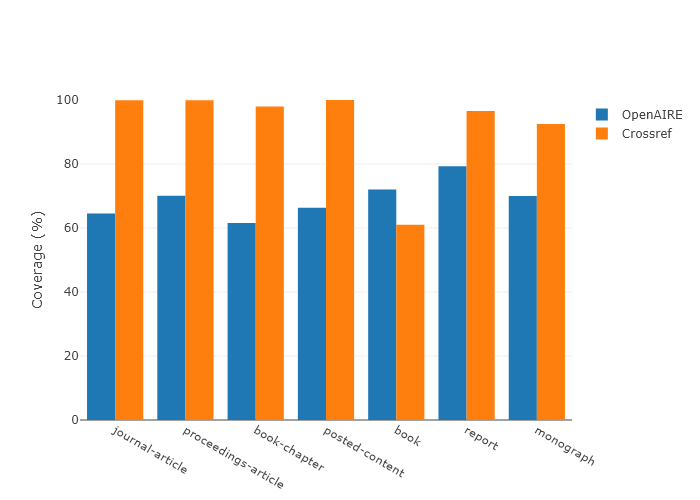 OpenAIRE
Crossref
Coverage (%)
100
80
60
40
20
0
journal-article
proceedings-article
book-chapter
posted-content
book
report
monograph